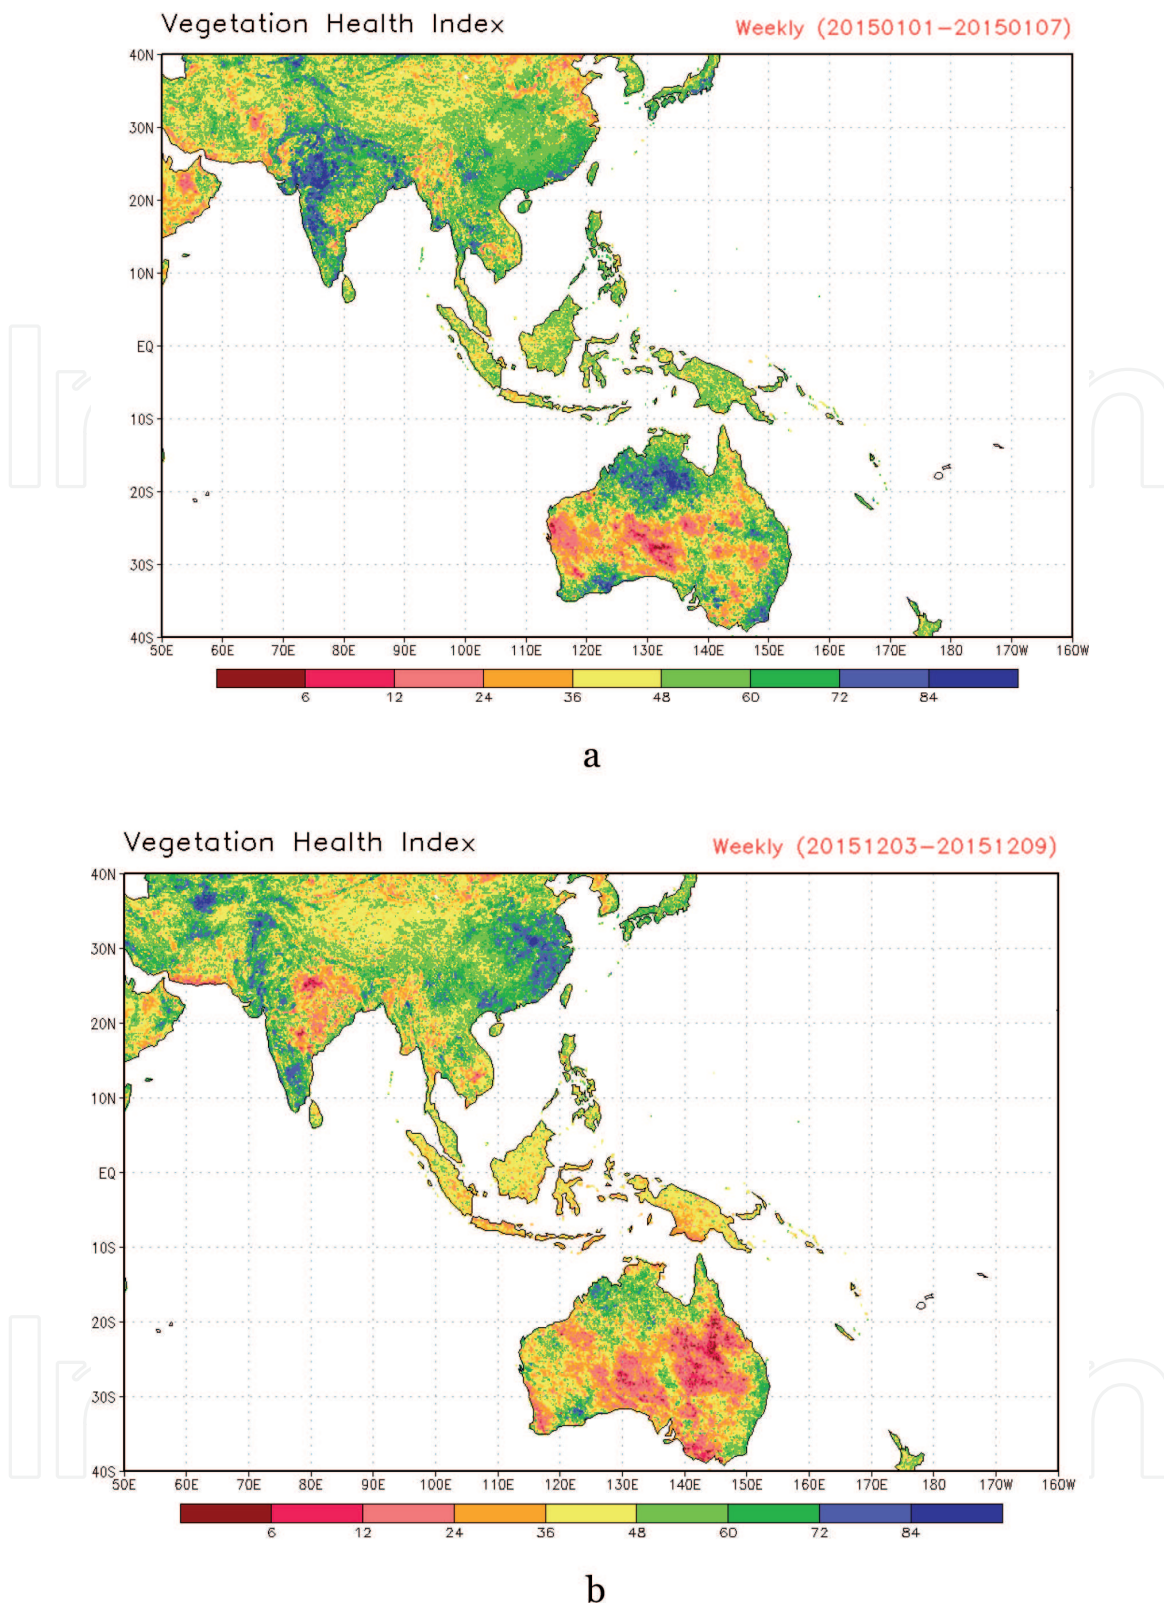 Vegetation Health Index Weekly (20150101-20150107)
40N
30N
20N
10N
EQ
10S
20S
30S
40S
50E 60E 70E 80E 90E 100E 110E 120E 130E 140E 150E 160E 170E 180 170W 160W
6 12 24 36 48 60 72 84
a
Vegetation Health Index Weekly (20151203-20151209)
40N
30N
20N
10N
EQ
10S
20S
30S
40S
50E 60E 70E 80E 90E 100E 110E 120E 130E 140E 150E 160E 170E 180 170W 160W
6 12 24 36 48 60 72 84
b